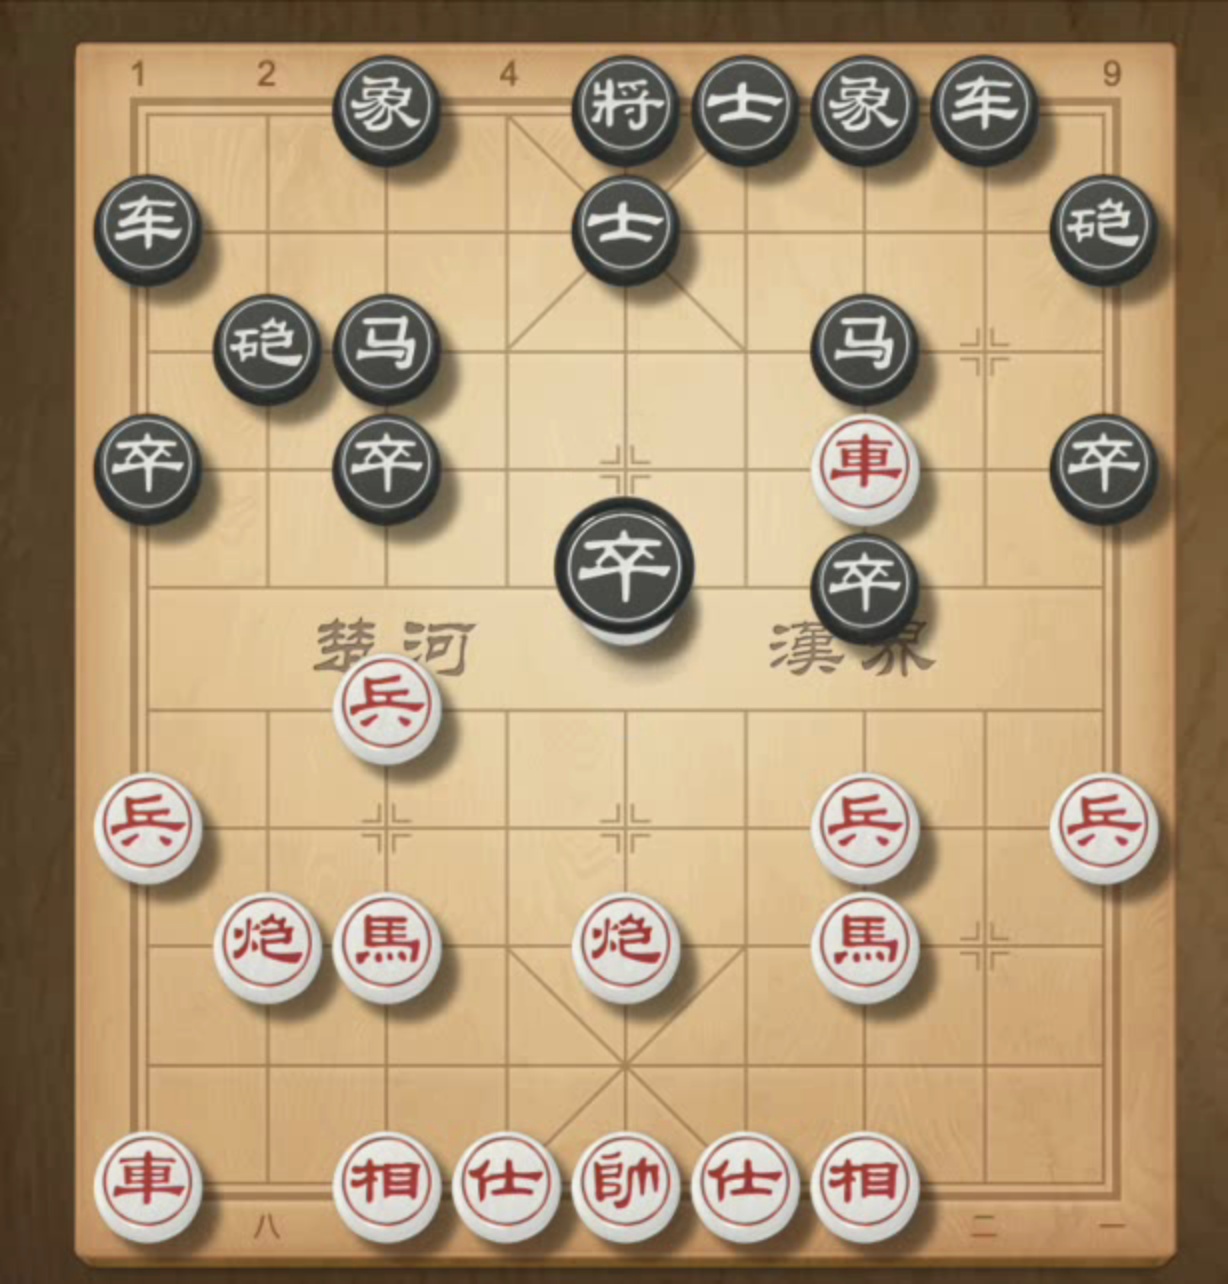 1 2 4 9
象 將 士 象 车
车 士 砲
砲 马 马
卒 卒 車 卒
卒 卒
楚河 漢界
兵
兵 兵 兵
炮 馬 炮 馬
車 相 仕 帥 仕 相
八 二 一